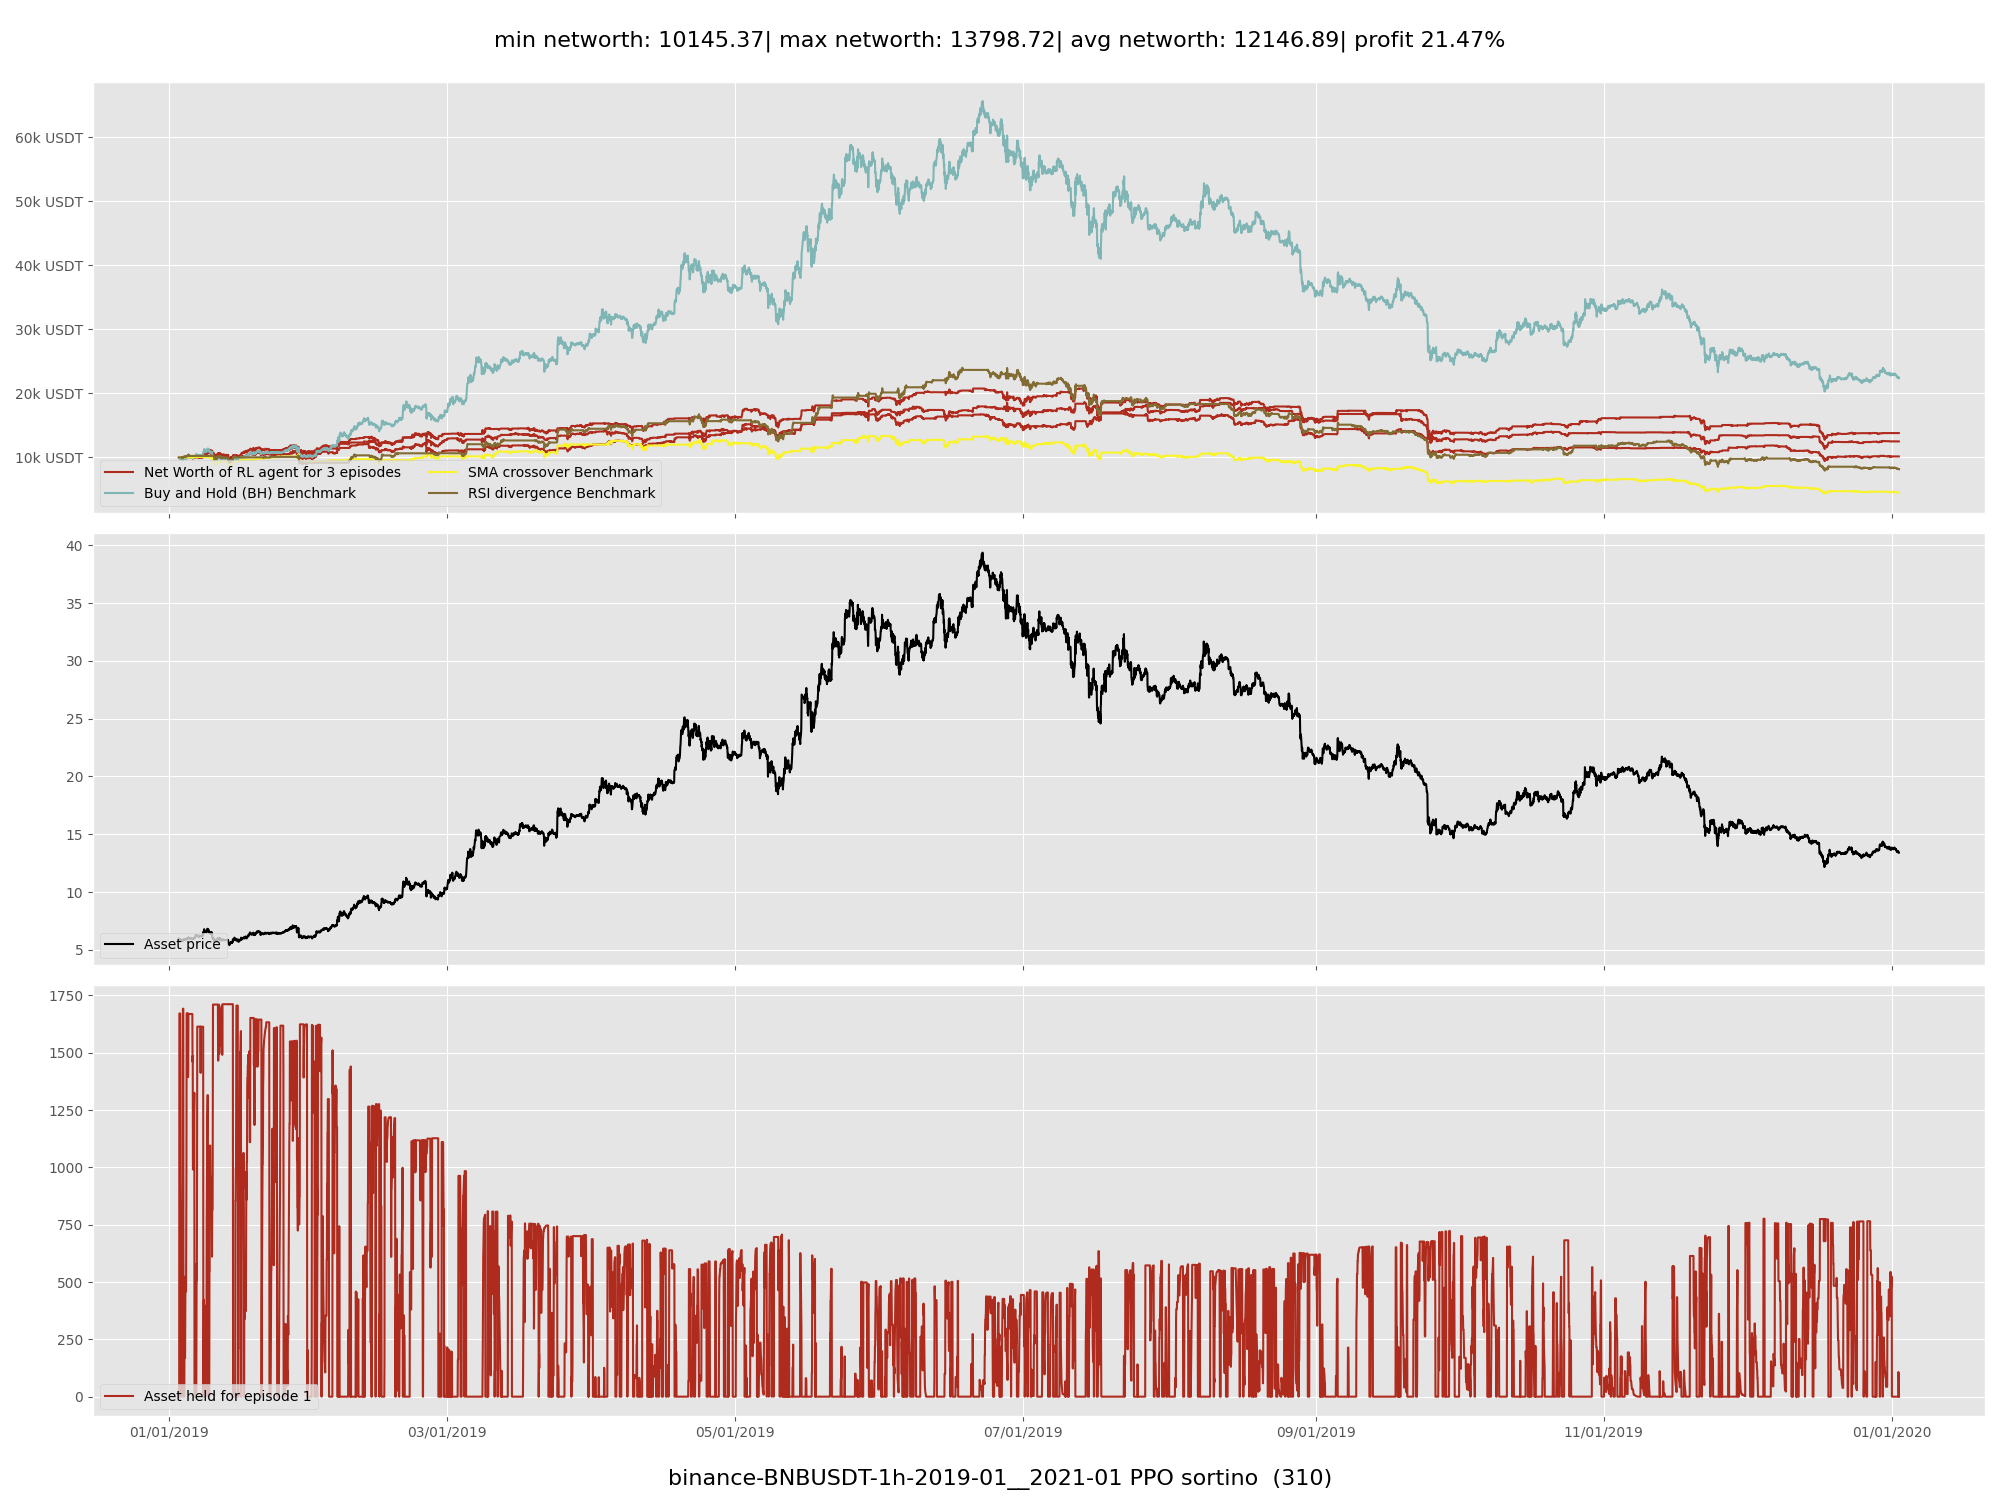 min networth: 10145.37| max networth: 13798.72| avg networth: 12146.89| profit 21.47%
60k USDT
50k USDT
40k USDT
30k USDT
20k USDT
10k USDT
Net Worth of RL agent for 3 episodes
Buy and Hold (BH) Benchmark
SMA crossover Benchmark
RSI divergence Benchmark
40
35
30
25
20
15
10
5
Asset price
1750
1500
1250
1000
750
500
250
0
Asset held for episode 1
01/01/2019 03/01/2019 05/01/2019 07/01/2019 09/01/2019 11/01/2019 01/01/2020
binance-BNBUSDT-1h-2019-01__2021-01 PPO sortino (310)